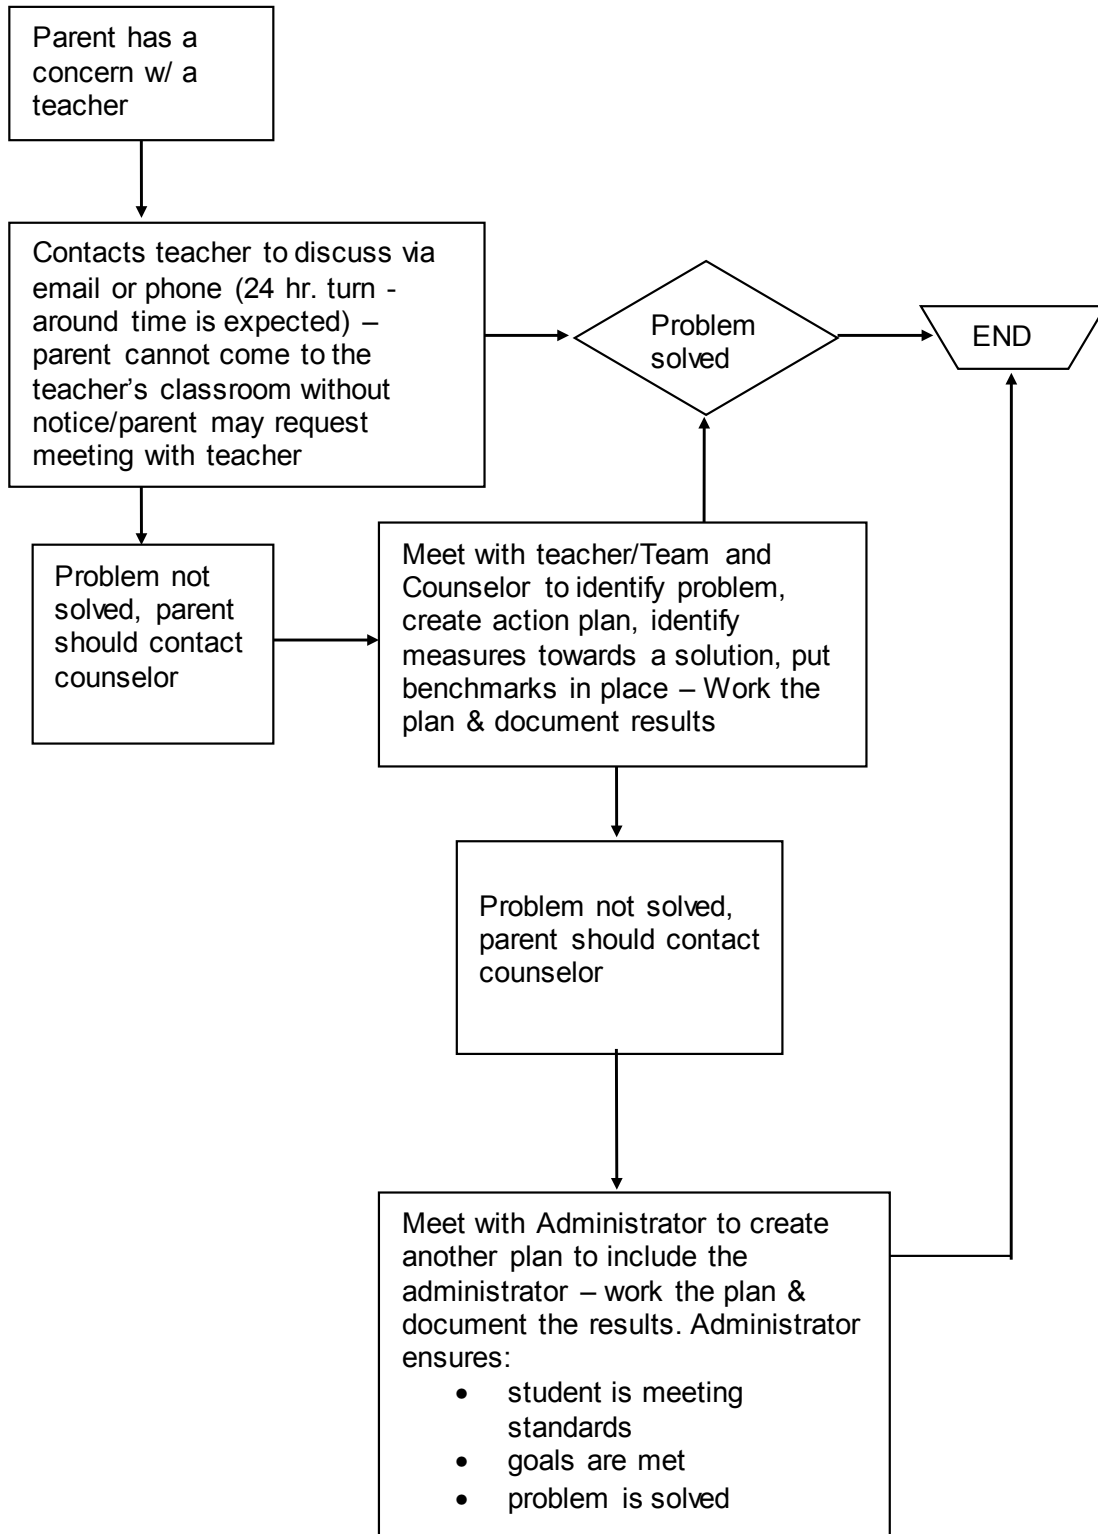 Parent has a
concern w/ a
teacher
Contacts teacher to discuss via
email or phone (24 hr. turn -
around time is expected) –
parent cannot come to the
teacher’s classroom without
notice/parent may request
meeting with teacher
Problem
solved
END
Problem not
solved, parent
should contact
counselor
Meet with teacher/Team and
Counselor to identify problem,
create action plan, identify
measures towards a solution, put
benchmarks in place – Work the
plan & document results
Problem not solved,
parent should contact
counselor
Meet with Administrator to create
another plan to include the
administrator – work the plan &
document the results. Administrator
ensures:
• student is meeting
standards
• goals are met
• problem is solved